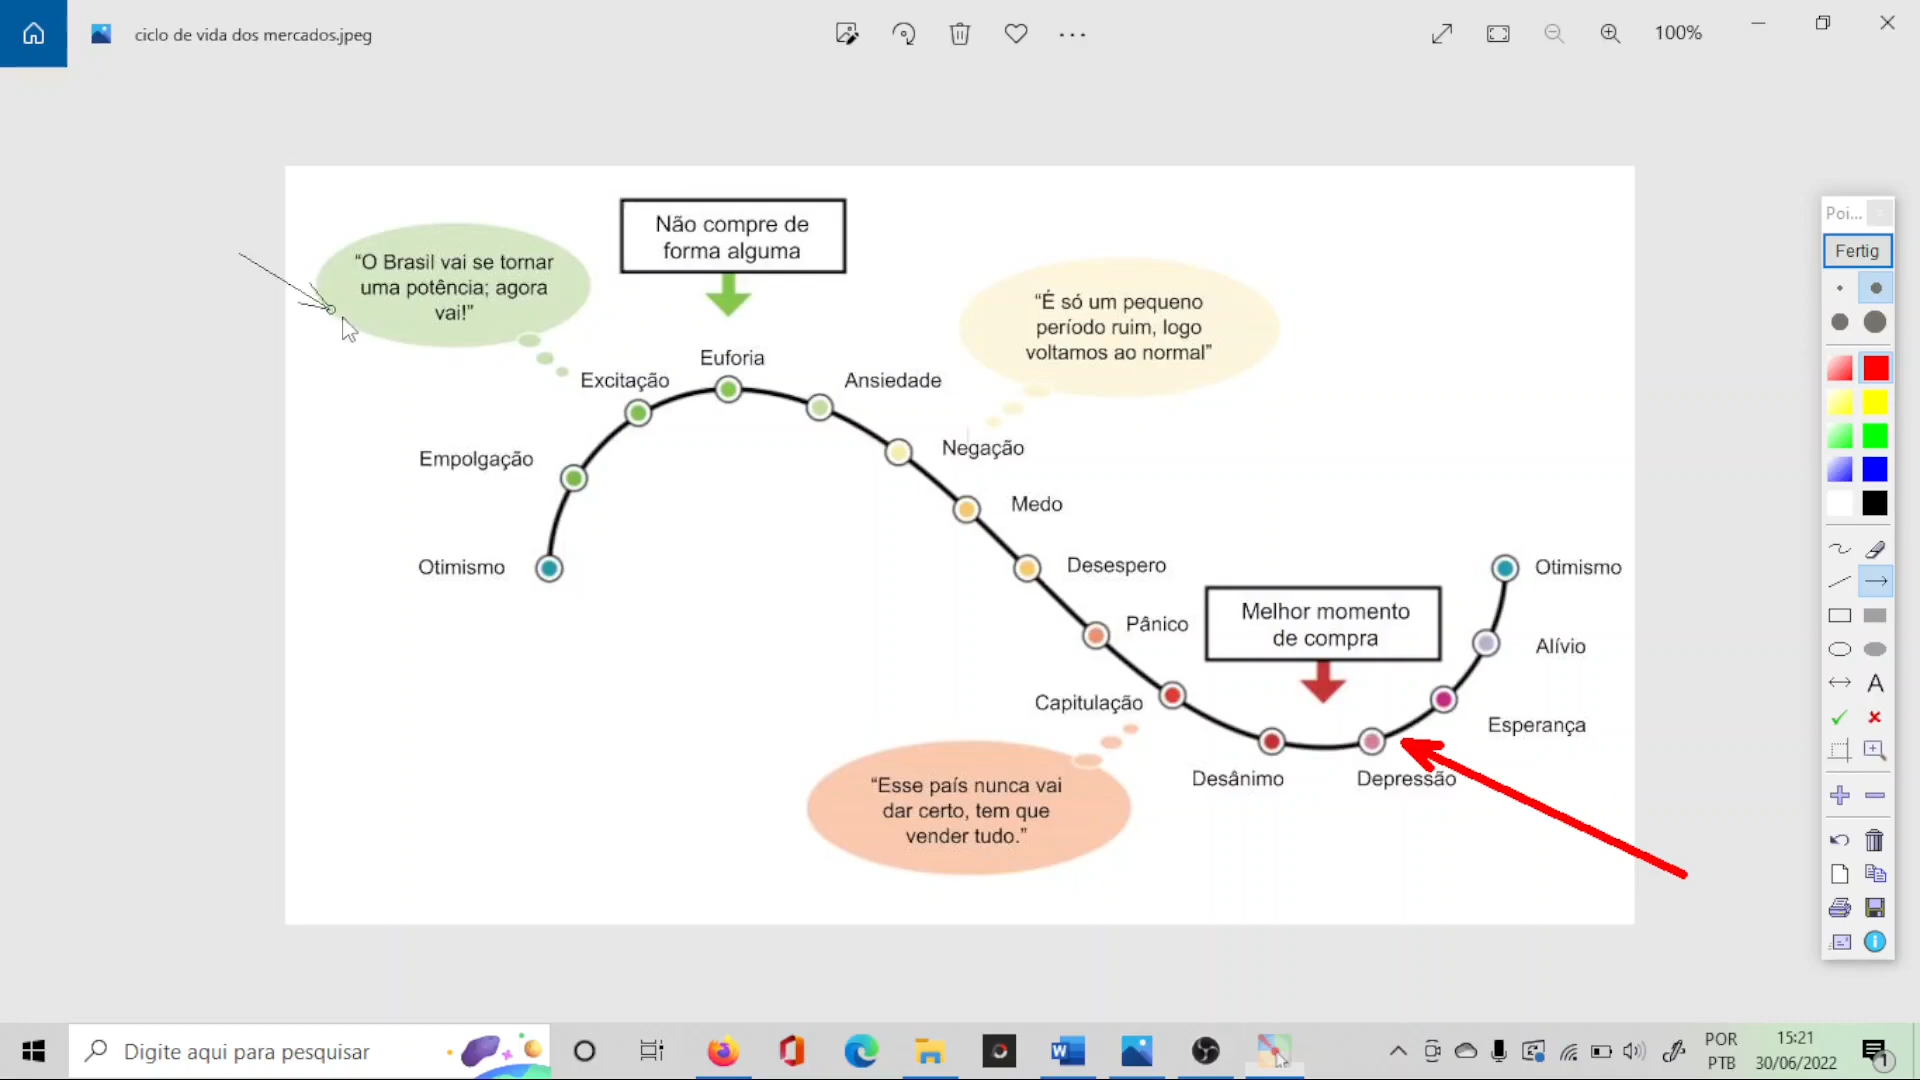 ciclo de vida dos mercados.jpeg
100%
Não compre de
forma alguma
“O Brasil vai se tornar
uma potência; agora
vai!”
“É só um pequeno
período ruim, logo
voltamos ao normal”
Euforia
Excitação
Ansiedade
Negação
Empolgação
Medo
Otimismo
Desespero
Otimismo
Melhor momento
de compra
Pânico
Alívio
Capitulação
Esperança
Desânimo
Depressão
“Esse país nunca vai
dar certo, tem que
vender tudo.”
Poi...
Fertig
A
Digite aqui para pesquisar
POR
PTB
15:21
30/06/2022
1